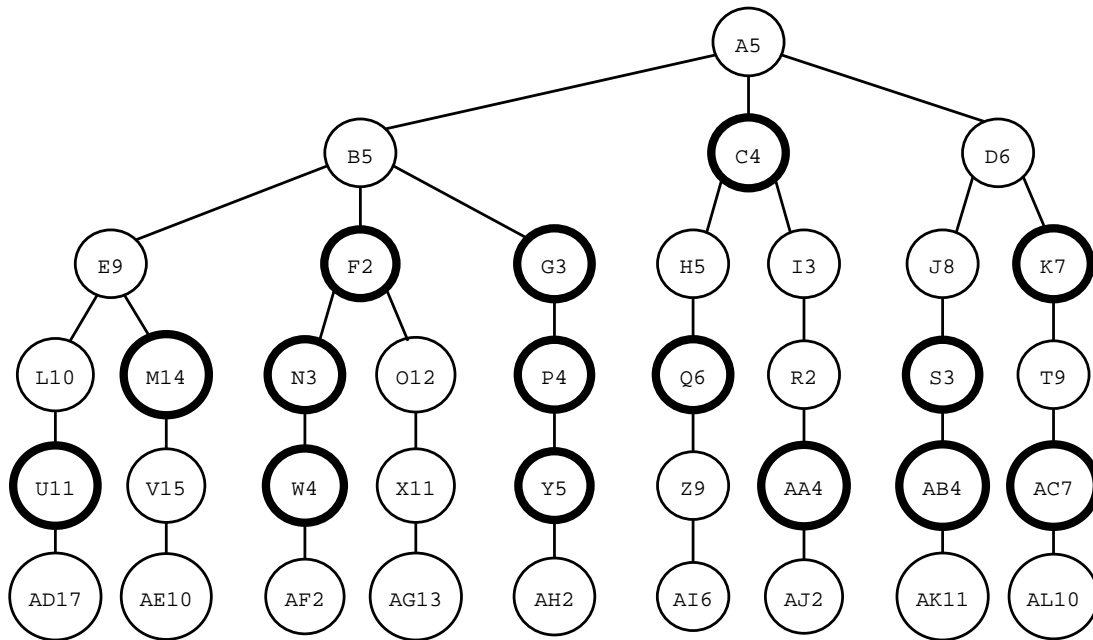 A5
B5 C4 D6
E9 F2 G3 H5 I3 J8 K7
L10 M14 N3 O12 P4 Q6 R2 S3 T9
U11 V15 W4 X11 Y5 Z9 AA4 AB4 AC7
AD17 AE10 AF2 AG13 AH2 AI6 AJ2 AK11 AL10